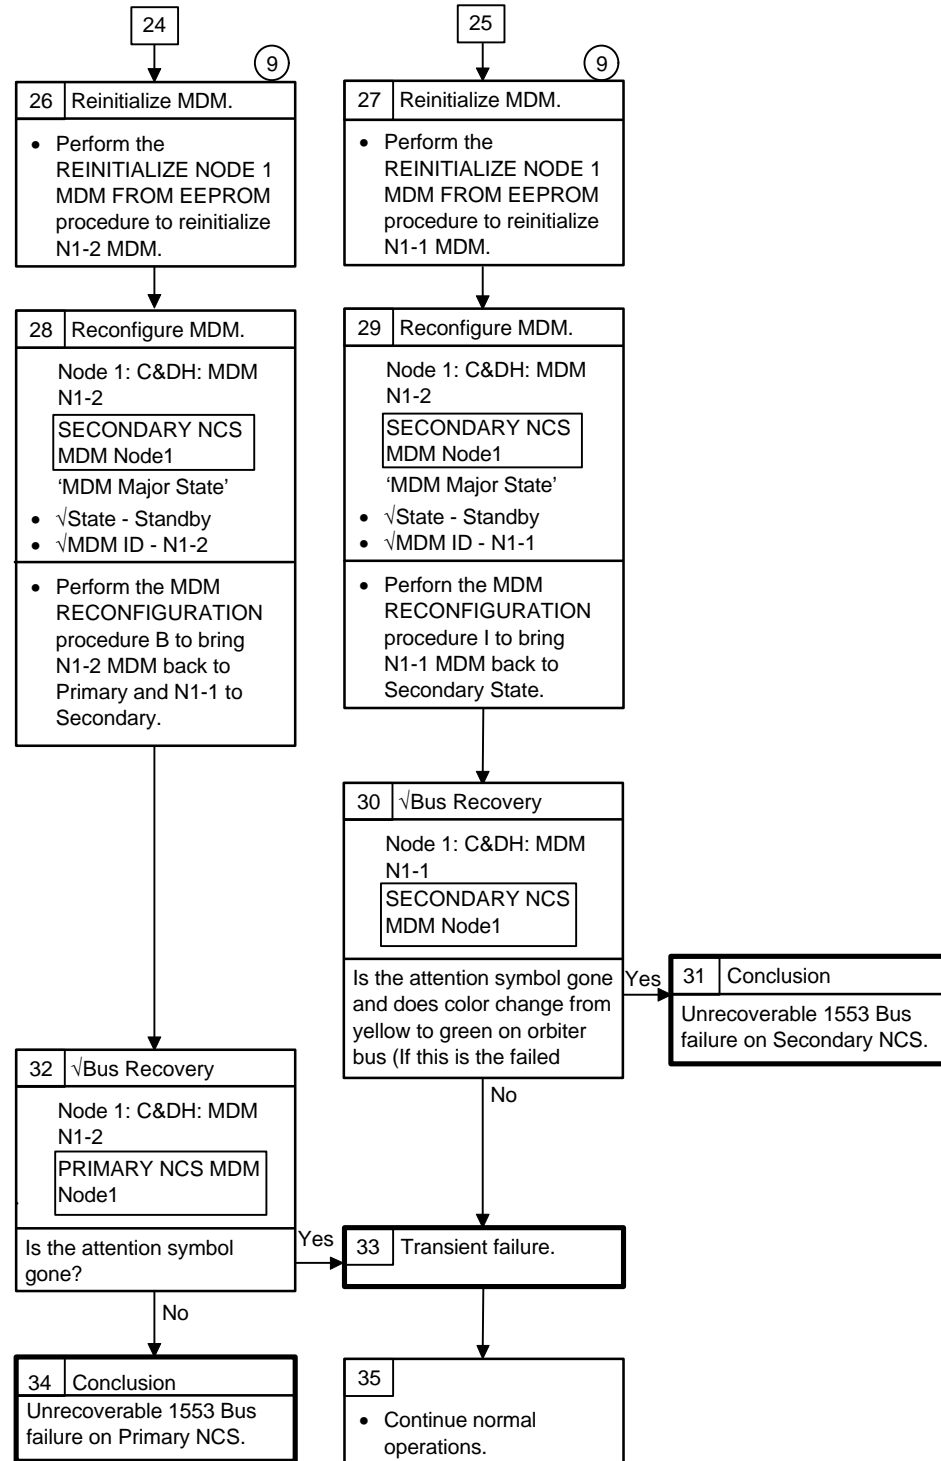 24
9
26 Reinitialize MDM.
• Perform the
REINITIALIZE NODE 1
MDM FROM EEPROM
procedure to reinitialize
N1-2 MDM.
28 Reconfigure MDM.
Node 1: C&DH: MDM
N1-2
SECONDARY NCS
MDM Node1
‘MDM Major State’
• √State - Standby
• √MDM ID - N1-2
• Perform the MDM
RECONFIGURATION
procedure B to bring
N1-2 MDM back to
Primary and N1-1 to
Secondary.
32 √Bus Recovery
Node 1: C&DH: MDM
N1-2
PRIMARY NCS MDM
Node1
Is the attention symbol
gone?
Yes
No
34 Conclusion
Unrecoverable 1553 Bus
failure on Primary NCS.
25
9
27 Reinitialize MDM.
• Perform the
REINITIALIZE NODE 1
MDM FROM EEPROM
procedure to reinitialize
N1-1 MDM.
29 Reconfigure MDM.
Node 1: C&DH: MDM
N1-2
SECONDARY NCS
MDM Node1
‘MDM Major State’
• √State - Standby
• √MDM ID - N1-1
• Perforn the MDM
RECONFIGURATION
procedure I to bring
N1-1 MDM back to
Secondary State.
30 √Bus Recovery
Node 1: C&DH: MDM
N1-1
SECONDARY NCS
MDM Node1
Is the attention symbol gone
and does color change from
yellow to green on orbiter
bus (If this is the failed
Yes
No
31 Conclusion
Unrecoverable 1553 Bus
failure on Secondary NCS.
33 Transient failure.
35
• Continue normal
operations.